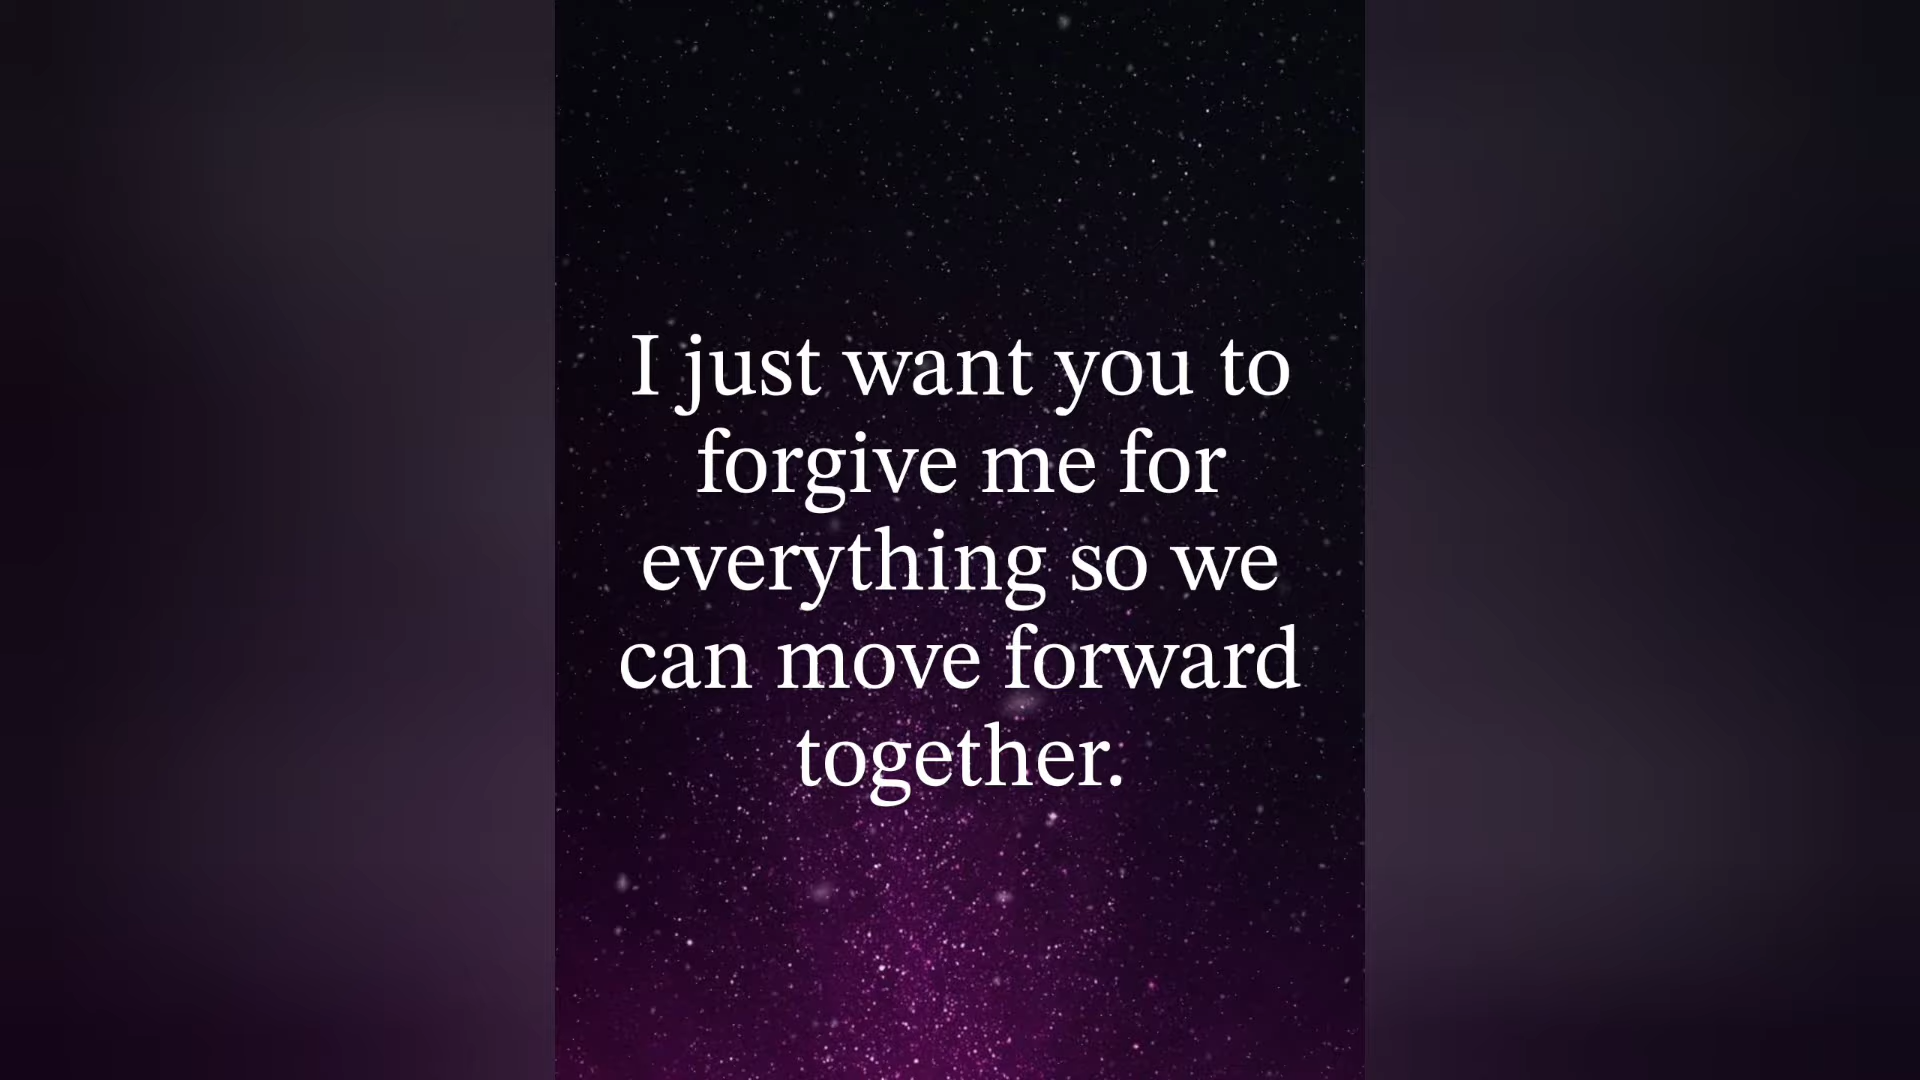 I just want you to
forgive me for
everything so we
can move forward
together.